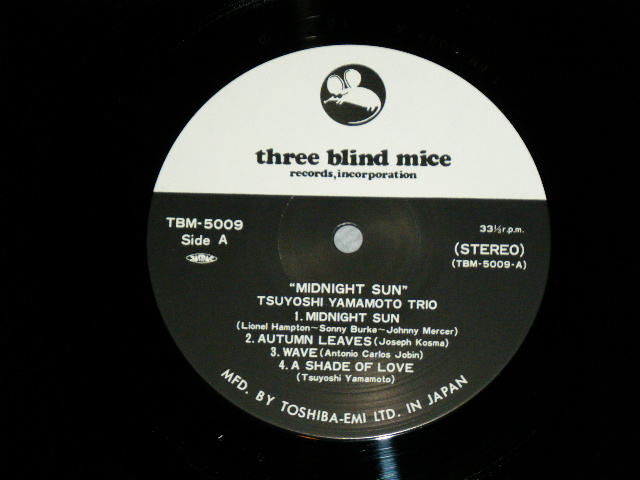 three blind mice
records, incorporation
TBM-5009
Side A
33⅓r.p.m.
(STEREO)
(TBM-5009-A)
"MIDNIGHT SUN"
TSUYOSHI YAMAMOTO TRIO
1. MIDNIGHT SUN
(Lionel Hampton~Sonny Burke~Johnny Mercer)
2. AUTUMN LEAVES (Joseph Kosma)
3. WAVE (Antonio Carlos Jobin)
4. A SHADE OF LOVE
(Tsuyoshi Yamamoto)
MFD. BY TOSHIBA-EMI LTD. IN JAPAN